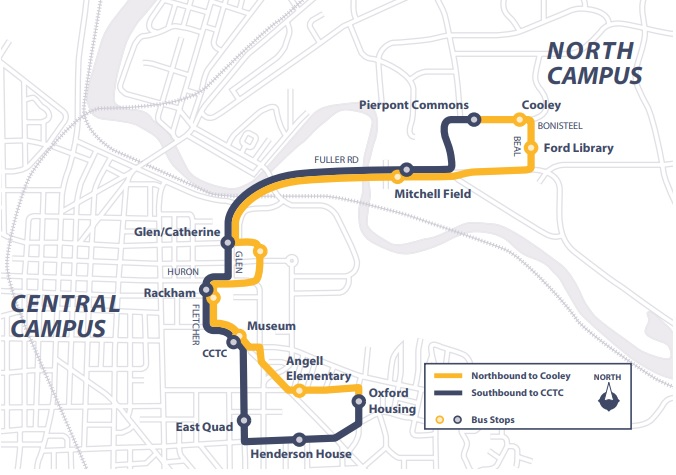 NORTH
CAMPUS
Pierpont Commons
Cooley
BONISTEEL
BEAL
Ford Library
FULLER RD
Mitchell Field
Glen/Catherine
GLEN
HURON
Rackham
CENTRAL
CAMPUS
FLETCHER
Museum
CCTC
Angell
Elementary
Oxford
Housing
East Quad
Henderson House
Northbound to Cooley
Southbound to CCTC
Bus Stops
NORTH